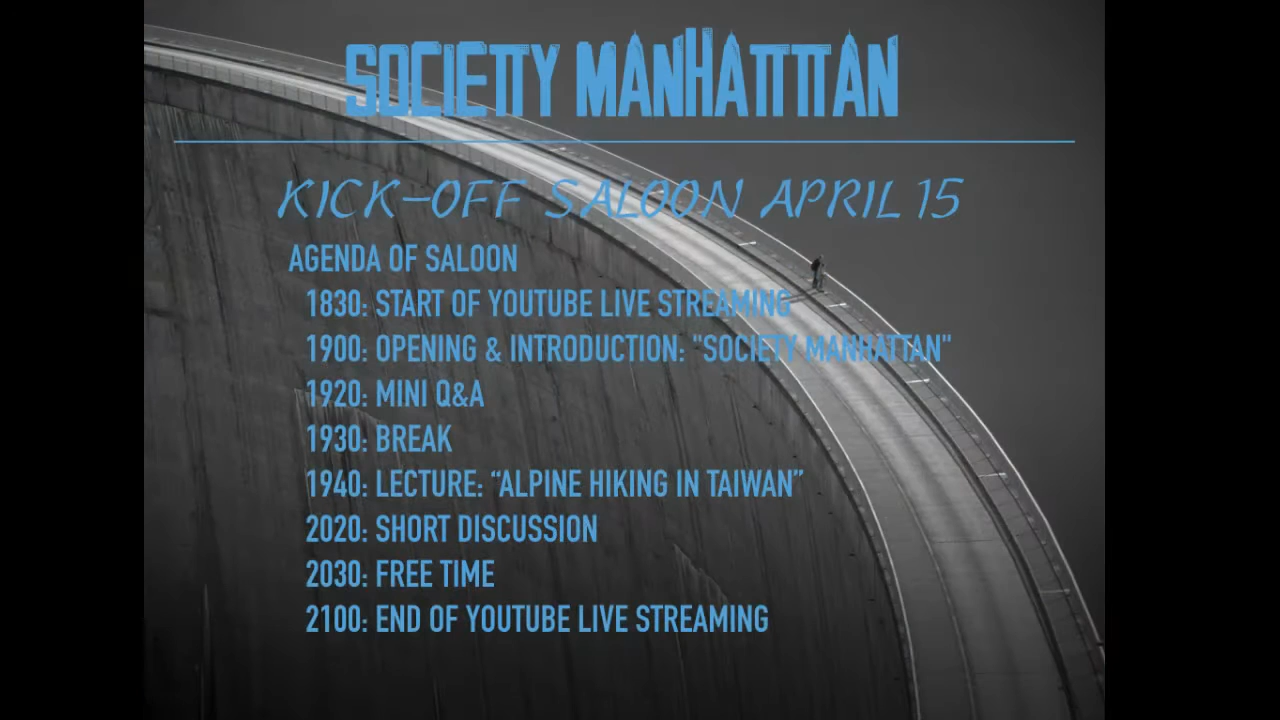 SOCIETY MANHATTAN
KICK-OFF SALOON APRIL 15
AGENDA OF SALOON
1830: START OF YOUTUBE LIVE STREAMING
1900: OPENING & INTRODUCTION: "SOCIETY MANHATTAN"
1920: MINI Q&A
1930: BREAK
1940: LECTURE: “ALPINE HIKING IN TAIWAN”
2020: SHORT DISCUSSION
2030: FREE TIME
2100: END OF YOUTUBE LIVE STREAMING